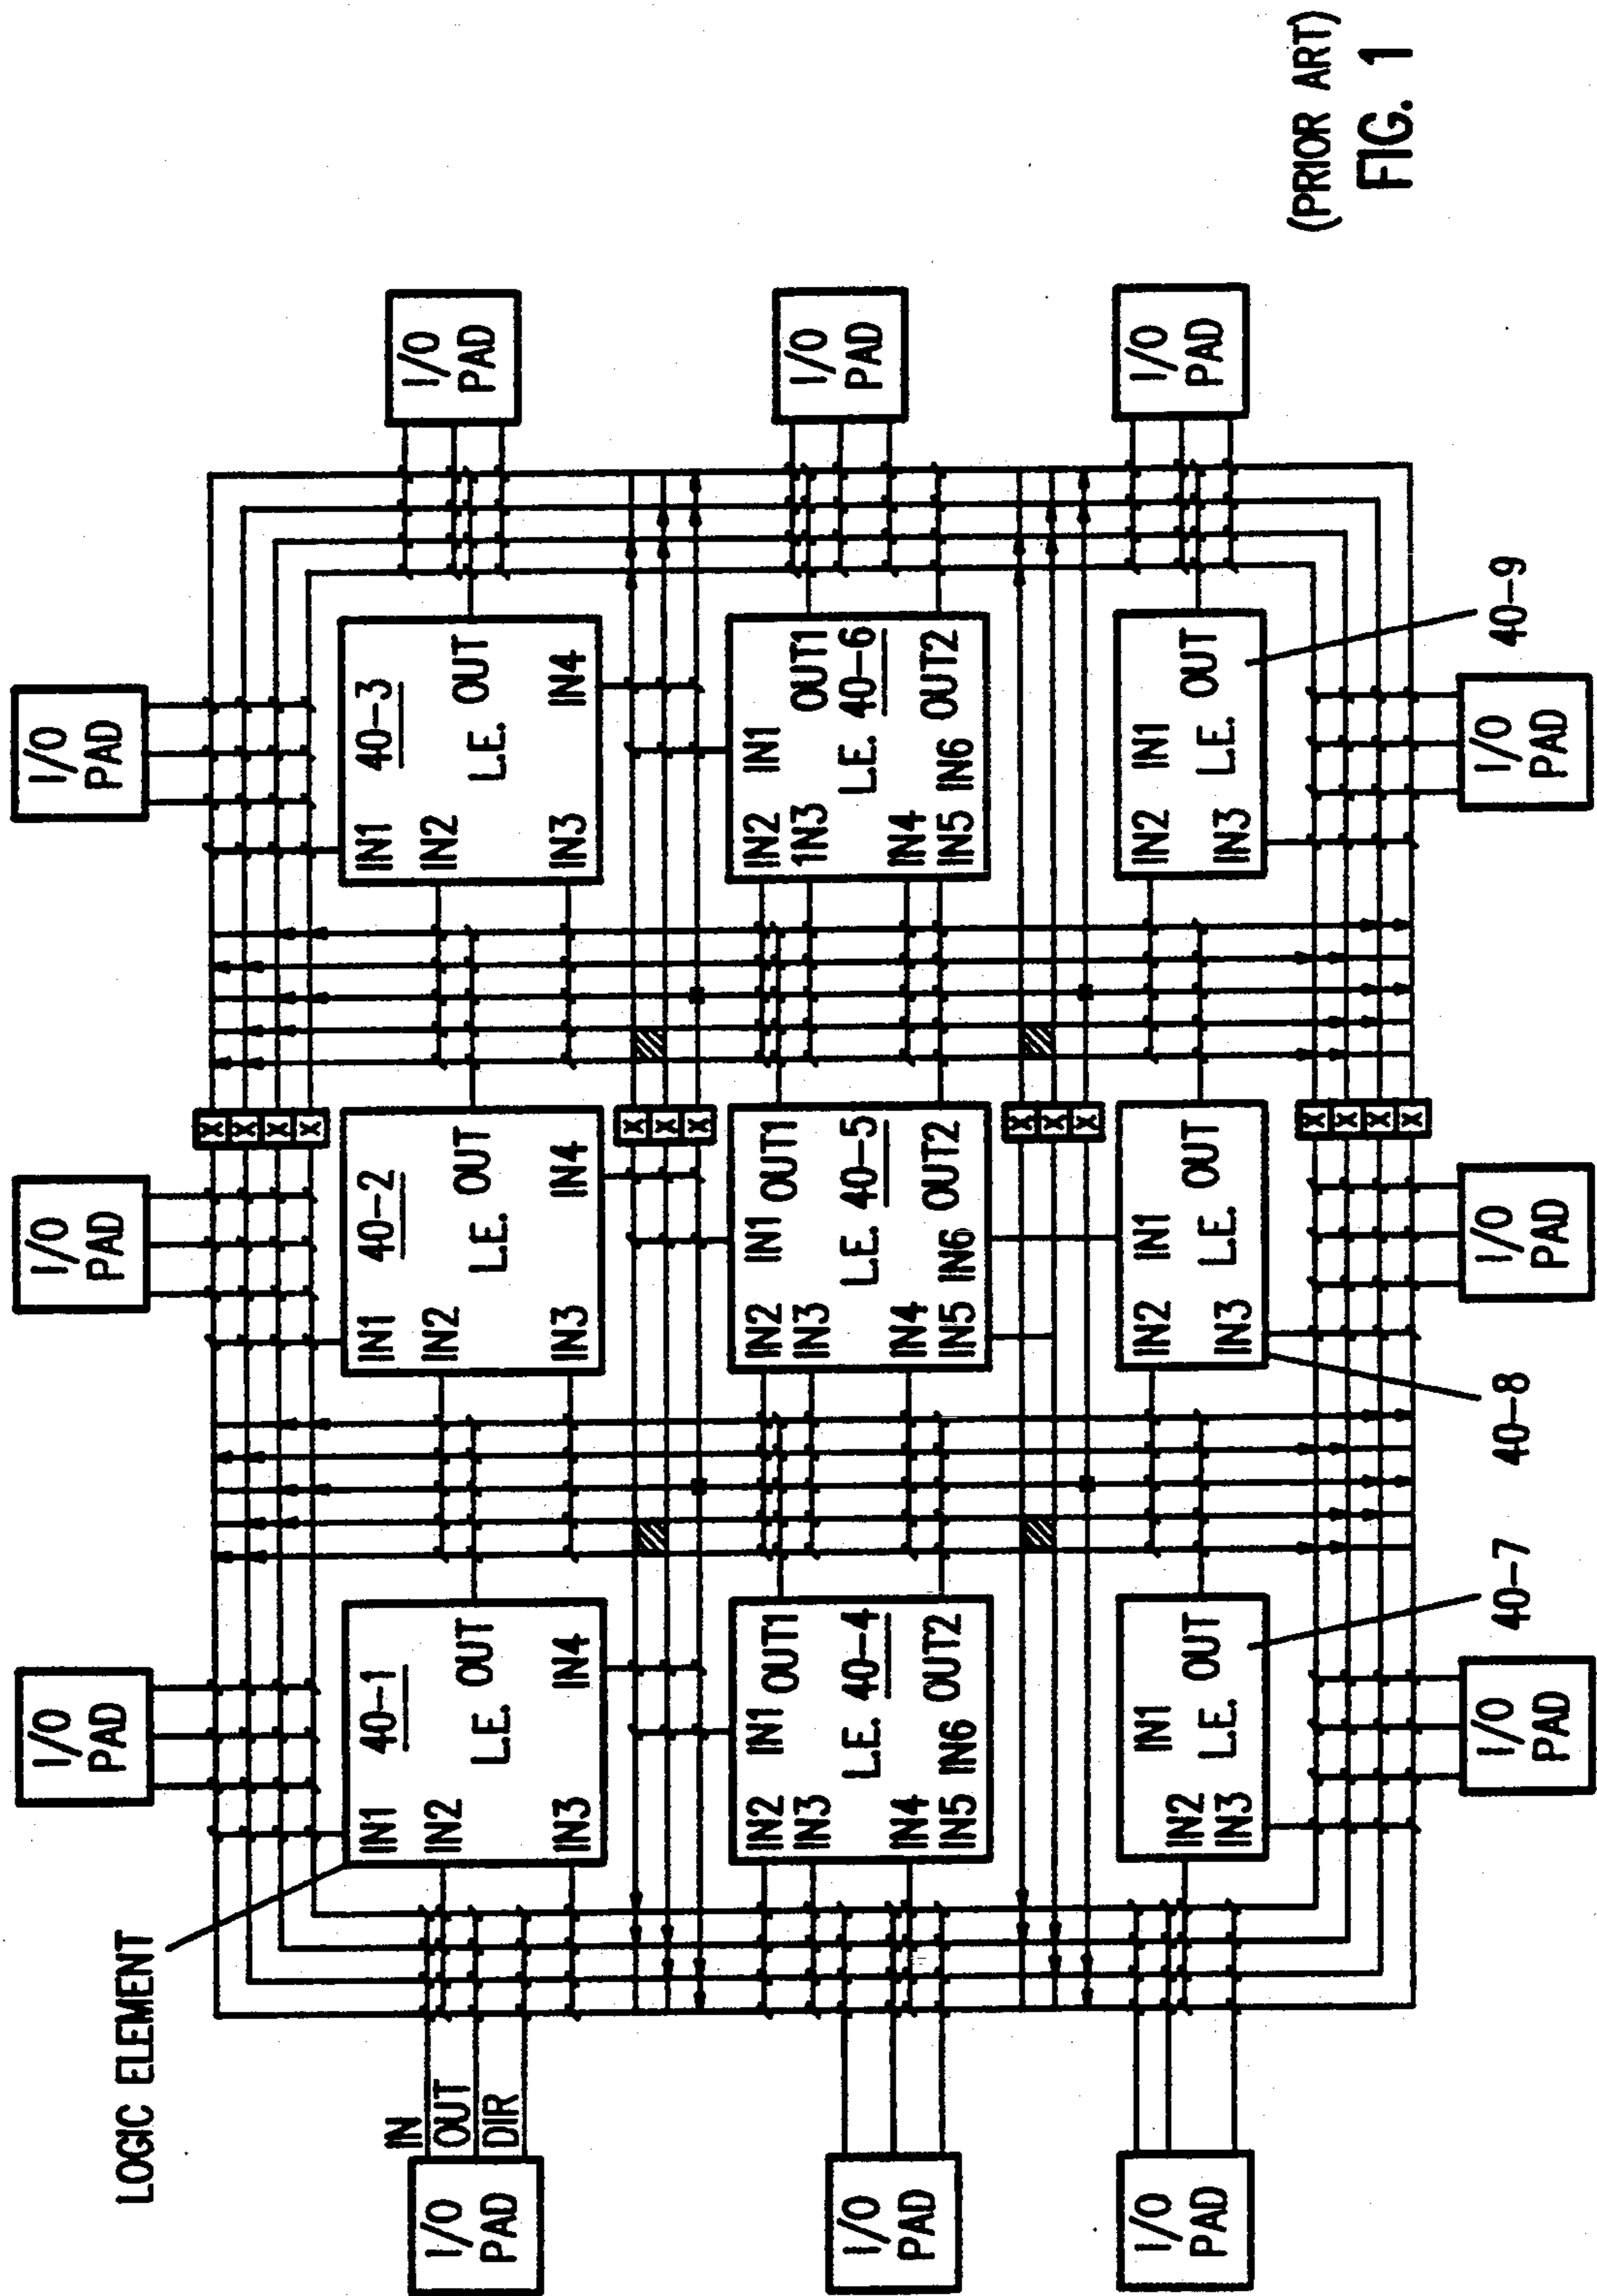 I/O
PAD
I/O
PAD
I/O
PAD
LOGIC ELEMENT
I/O
PAD
IN
OUT
DIR
IN1
40-1
IN2
L.E.
OUT
IN3
IN4
IN1
40-2
IN2
L.E.
OUT
IN3
IN4
IN1
40-3
IN2
L.E.
OUT
IN3
IN4
I/O
PAD
X
X
X
X
X
X
X
I/O
PAD
IN2
IN1
OUT1
IN3
L.E.
40-4
IN4
IN5
IN6
OUT2
IN2
IN1
OUT1
IN3
L.E.
40-5
IN4
IN5
IN6
OUT2
IN2
IN1
OUT1
1N3
L.E.
40-6
IN4
IN5
IN6
OUT2
I/O
PAD
X
X
X
I/O
PAD
IN1
IN2
L.E.
OUT
IN3
IN2
IN1
L.E.
OUT
IN3
IN2
IN1
L.E.
OUT
IN3
I/O
PAD
X
X
X
X
I/O
PAD
40-7
I/O
PAD
40-8
I/O
PAD
40-9
(PRIOR ART)
FIG. 1